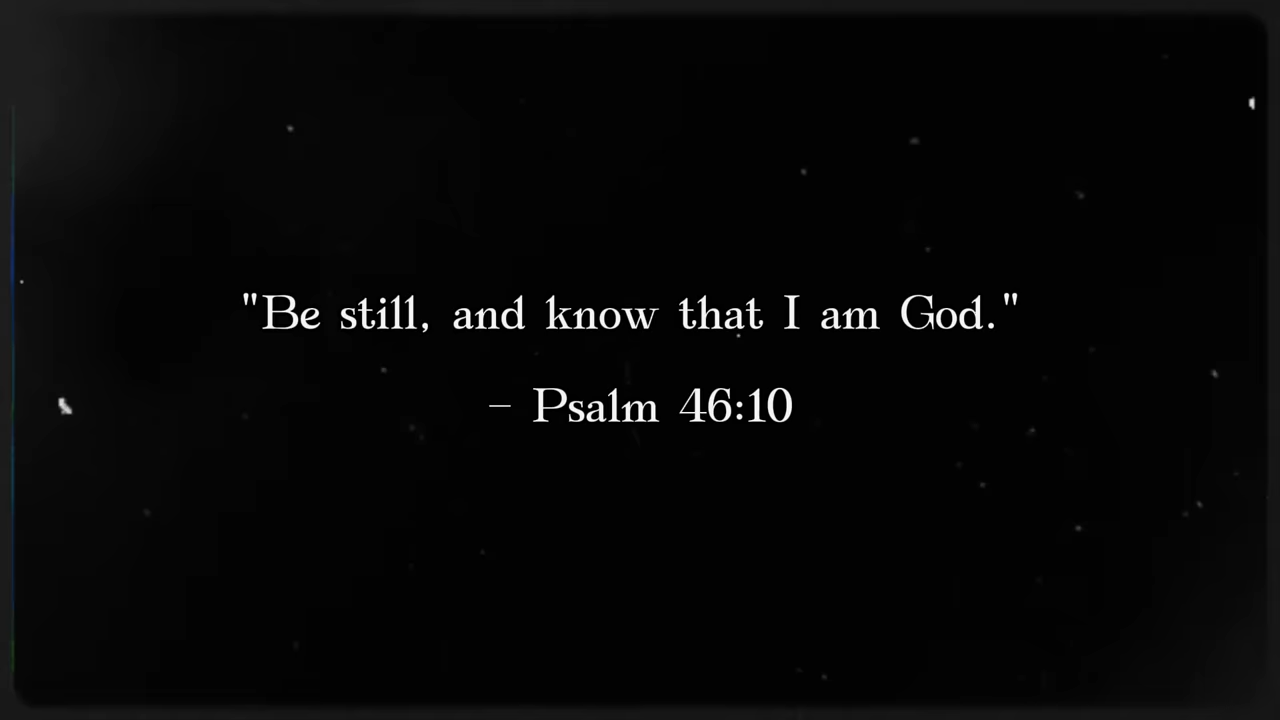 "Be still, and know that I am God."
– Psalm 46:10